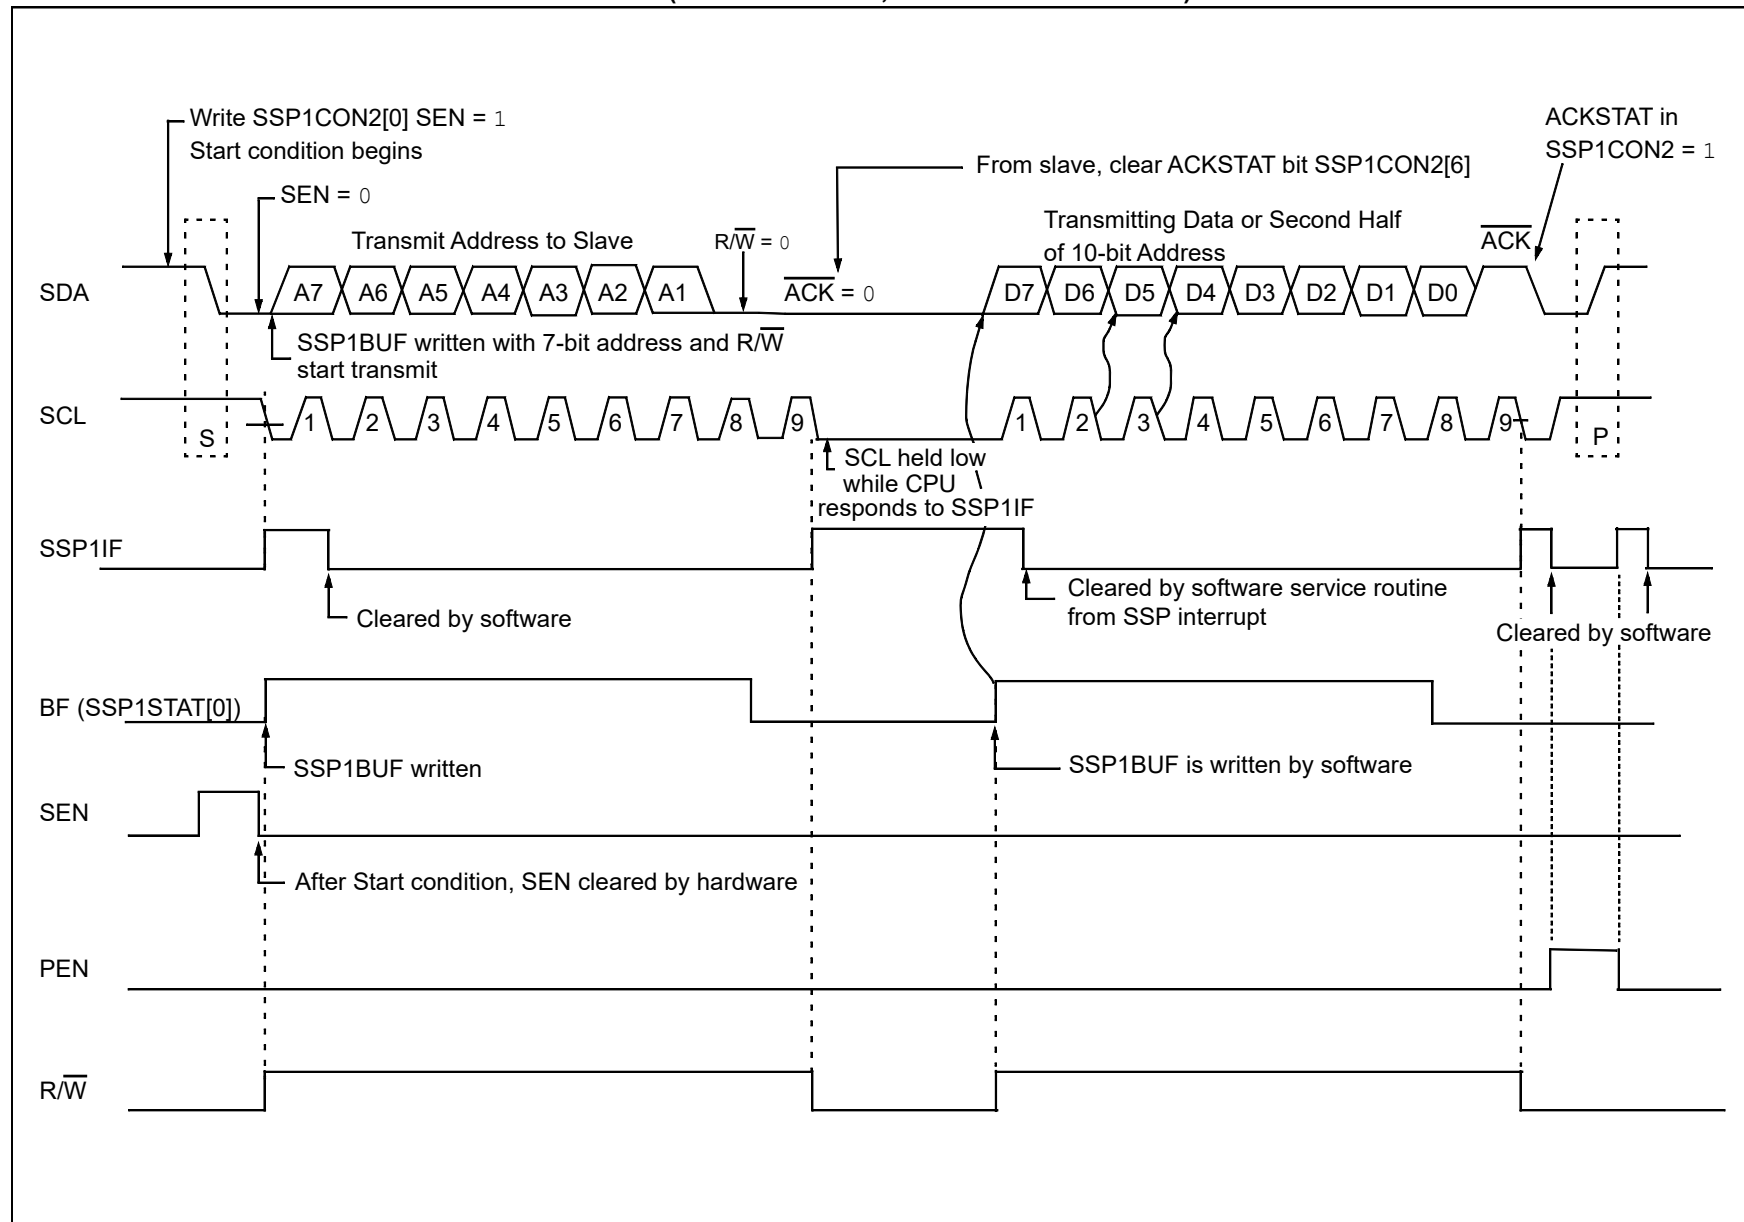 Write SSP1CON2[0] SEN = 1
Start condition begins
SEN = 0
From slave, clear ACKSTAT bit SSP1CON2[6]
ACKSTAT in
SSP1CON2 = 1
Transmit Address to Slave
R/W̅ = 0
Transmitting Data or Second Half
of 10-bit Address
A̅C̅K̅
SDA
A7 A6 A5 A4 A3 A2 A1
A̅C̅K̅ = 0
D7 D6 D5 D4 D3 D2 D1 D0
SSP1BUF written with 7-bit address and R/W̅
start transmit
SCL
S
1 2 3 4 5 6 7 8 9
1 2 3 4 5 6 7 8 9
P
SCL held low
while CPU
responds to SSP1IF
SSP1IF
Cleared by software
Cleared by software service routine
from SSP interrupt
Cleared by software
BF (SSP1STAT[0])
SSP1BUF written
SSP1BUF is written by software
SEN
After Start condition, SEN cleared by hardware
PEN
R/W̅